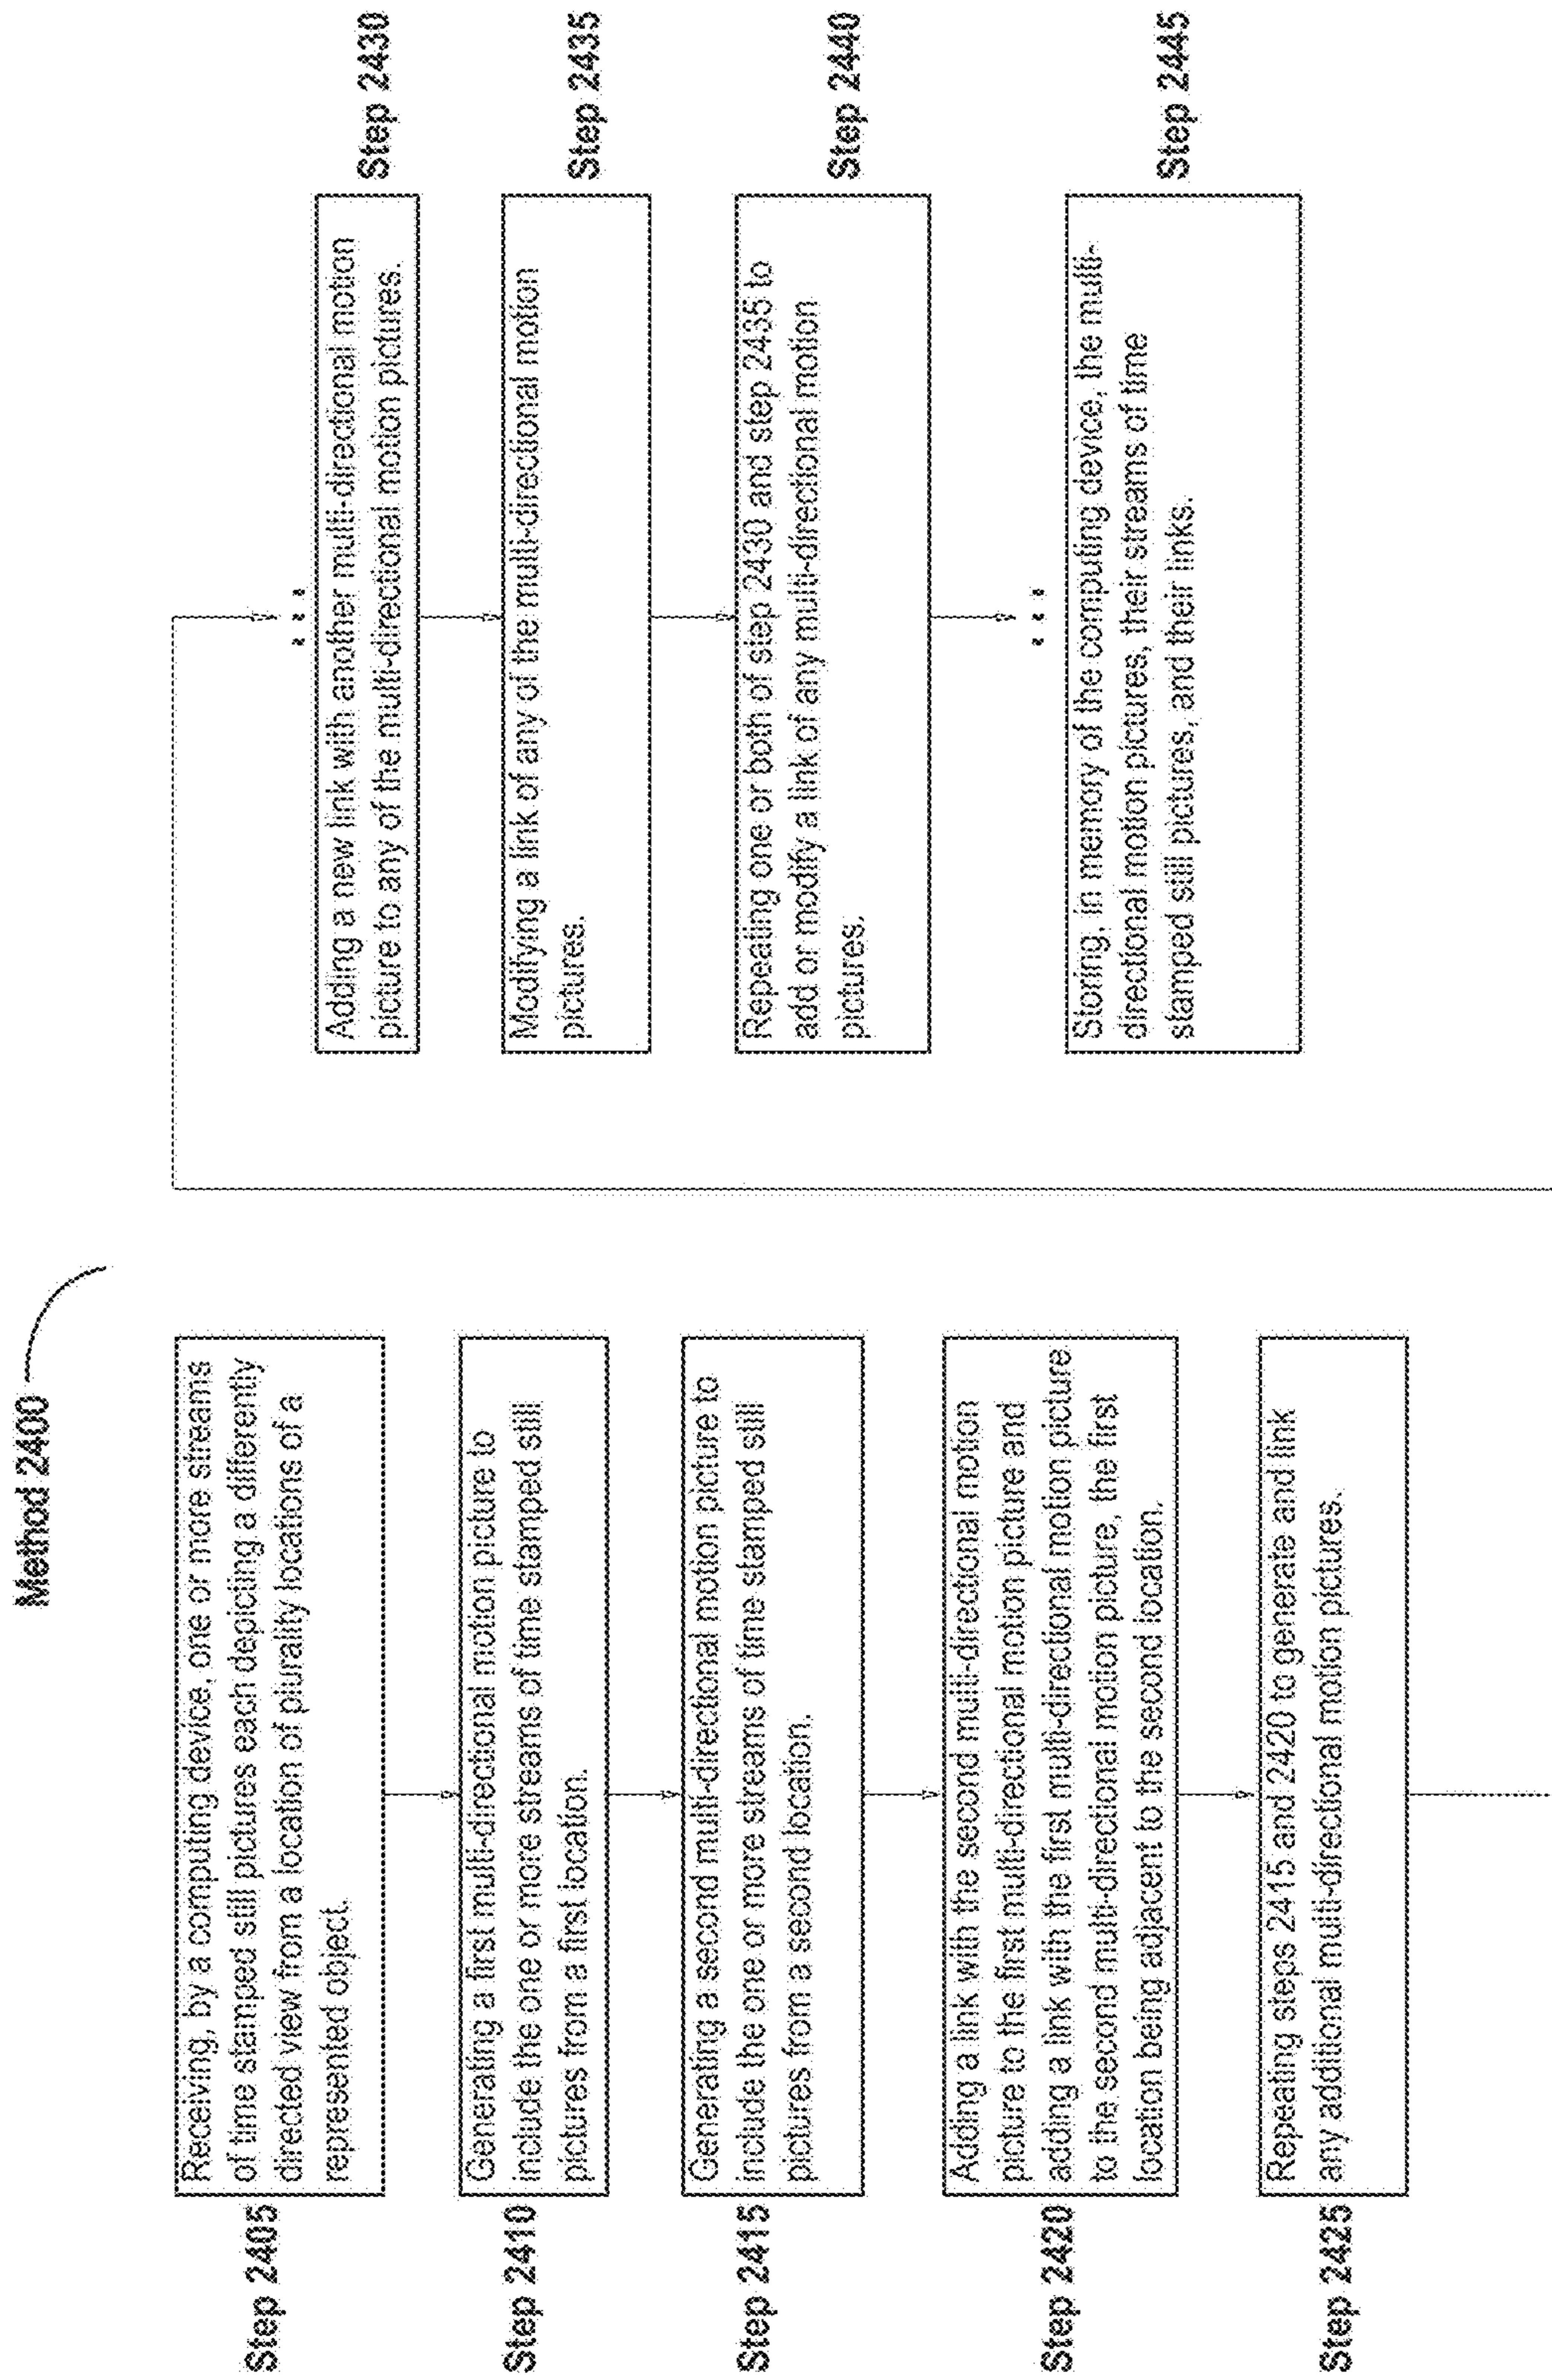 Method 2400
Step 2405
Receiving, by a computing device, one or more streams
of time stamped still pictures each depicting a differently
directed view from a location of plurality locations of a
represented object.
Step 2410
Generating a first multi-directional motion picture to
include the one or more streams of time stamped still
pictures from a first location.
Step 2415
Generating a second multi-directional motion picture to
include the one or more streams of time stamped still
pictures from a second location.
Step 2420
Adding a link with the second multi-directional motion
picture to the first multi-directional motion picture and
adding a link with the first multi-directional motion picture
to the second multi-directional motion picture, the first
location being adjacent to the second location.
Step 2425
Repeating steps 2415 and 2420 to generate and link
any additional multi-directional motion pictures.
...
Adding a new link with another multi-directional motion
picture to any of the multi-directional motion pictures.
Step 2430
Modifying a link of any of the multi-directional motion
pictures.
Step 2435
Repeating one or both of step 2430 and step 2435 to
add or modify a link of any multi-directional motion
pictures.
Step 2440
...
Storing, in memory of the computing device, the multi-
directional motion pictures, their streams of time
stamped still pictures, and their links.
Step 2445